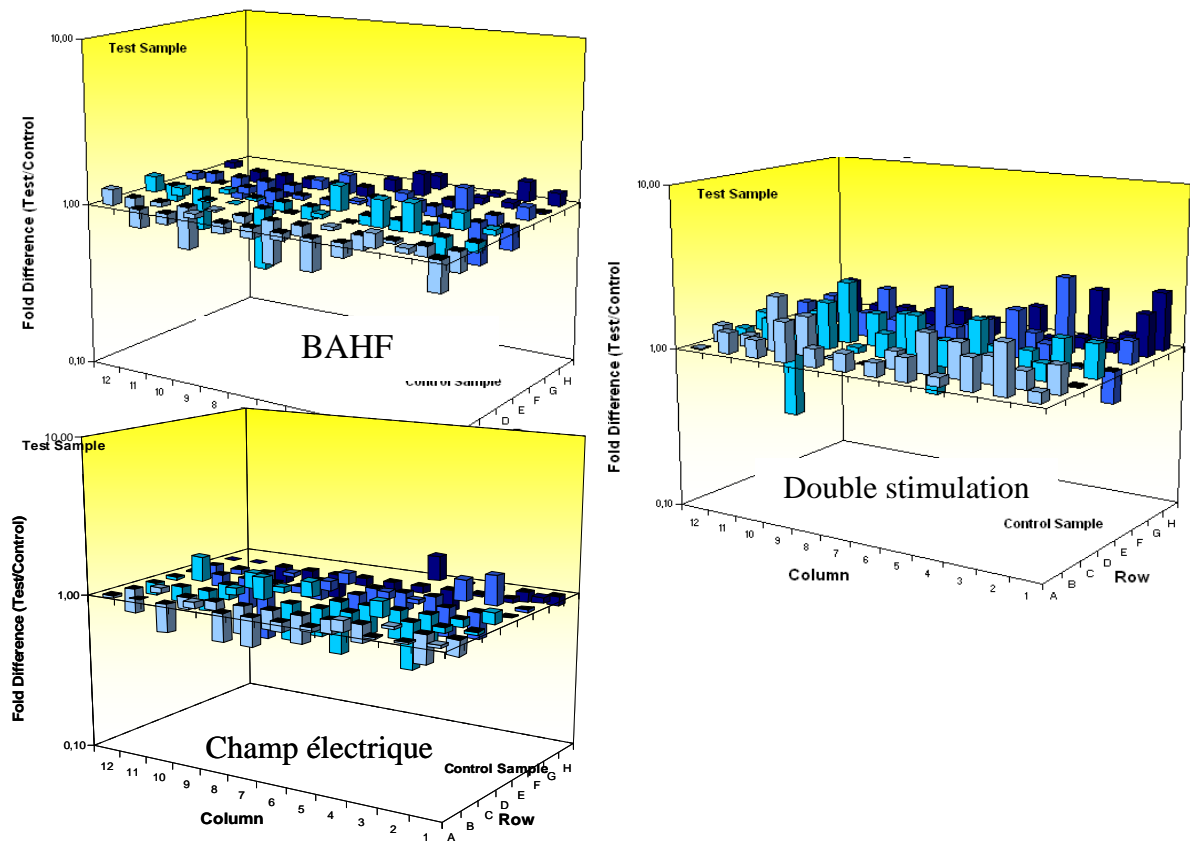 10,00
Test Sample
Fold Difference (Test/Control
1,00
0,10
BAHF
Control Sample
12
11
10
9
8
D
E
F
G
H
10,00
Test Sample
Fold Difference (Test/Control)
1,00
0,10
Champ électrique
Control Sample
12
11
10
9
8
7
6
5
4
3
2
1
Column
A
B
C
D
E
F
G
H
Row
10,00
Test Sample
Fold Difference (Test/Control
1,00
0,10
Double stimulation
Control Sample
12
11
10
9
8
7
6
5
4
3
2
1
Column
A
B
C
D
E
F
G
H
Row